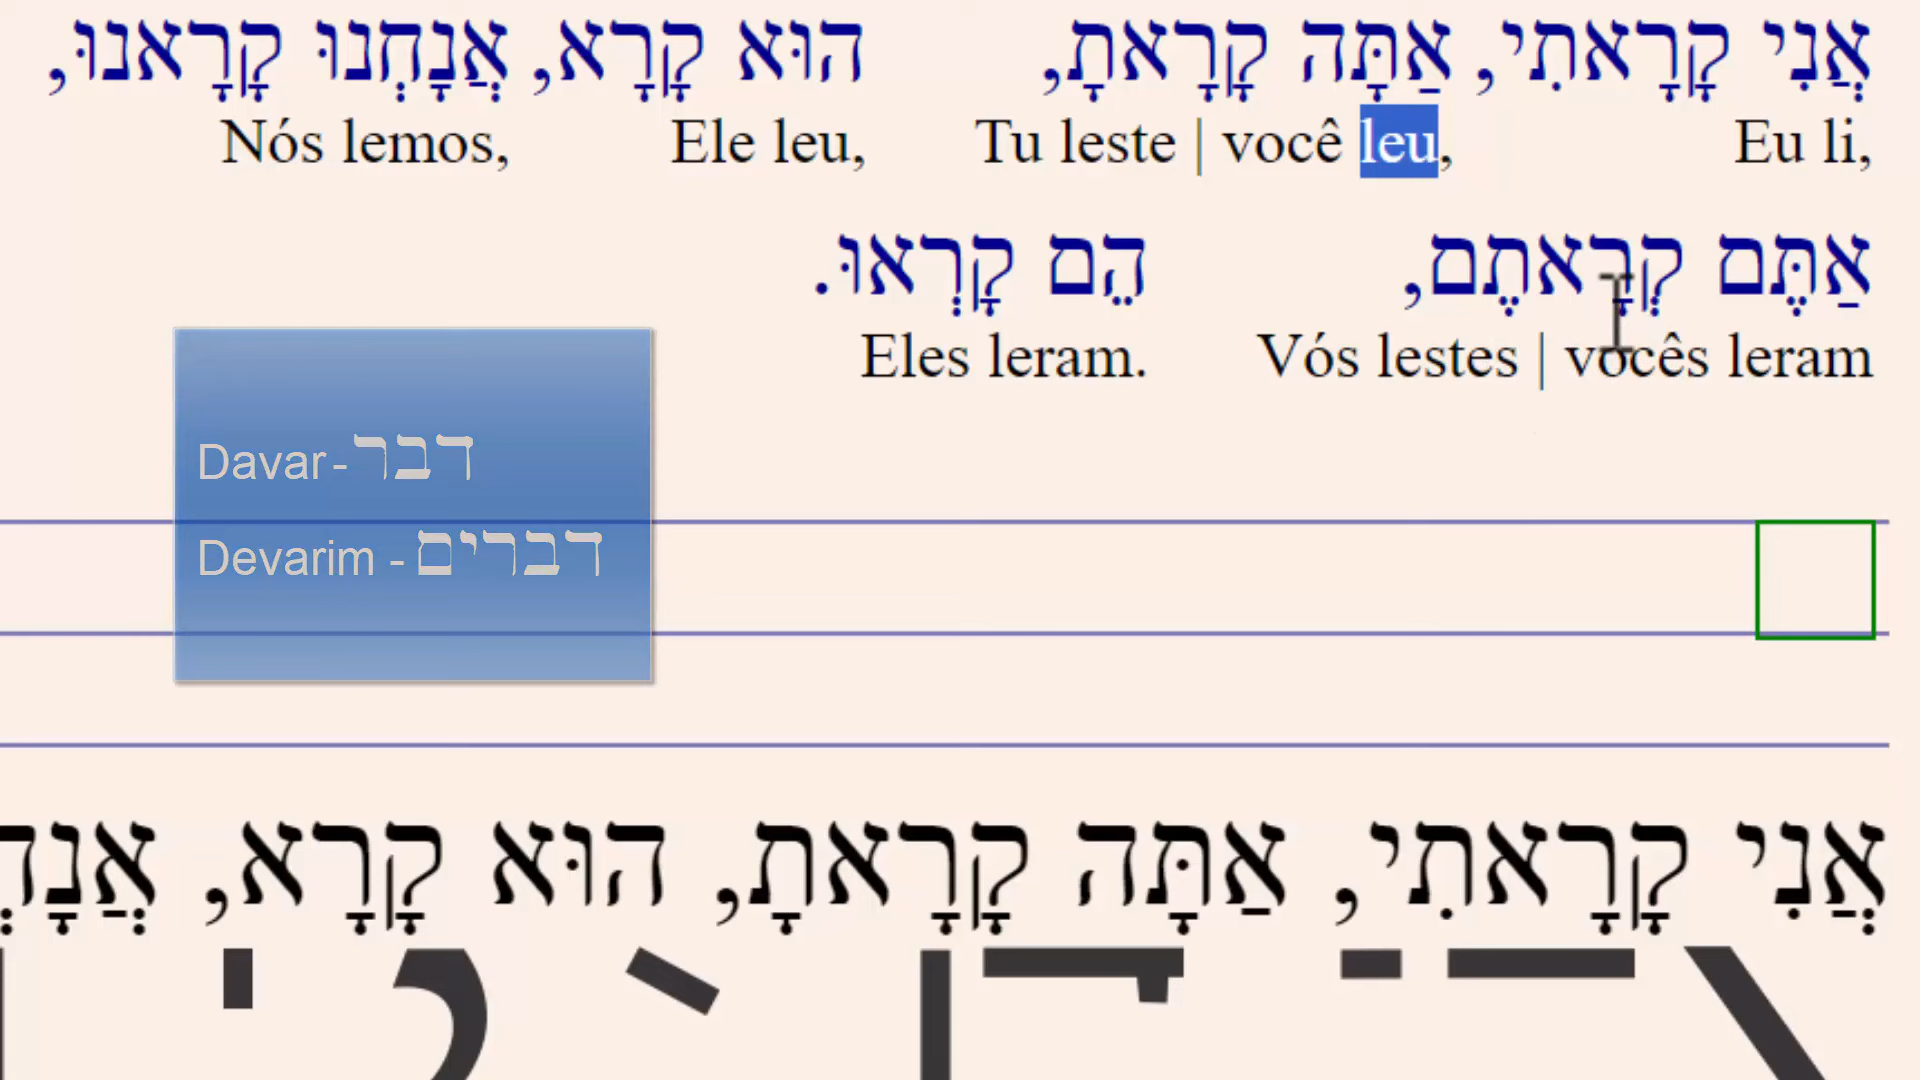 אֲנִי קָרָאתִי, אַתָּה קָרָאתָ, הוּא קָרָא, אֲנָחְנוּ קָרָאנוּ,
Nós lemos, Ele leu, Tu leste | você leu, Eu li,
אַתֶּם קְרָאתֶם, הֵם קָרְאוּ.
Eles leram. Vós lestes | vocês leram
Davar - דבר
Devarim - דברים
אֲנִי קָרָאתִי, אַתָּה קָרָאתָ, הוּא קָרָא,